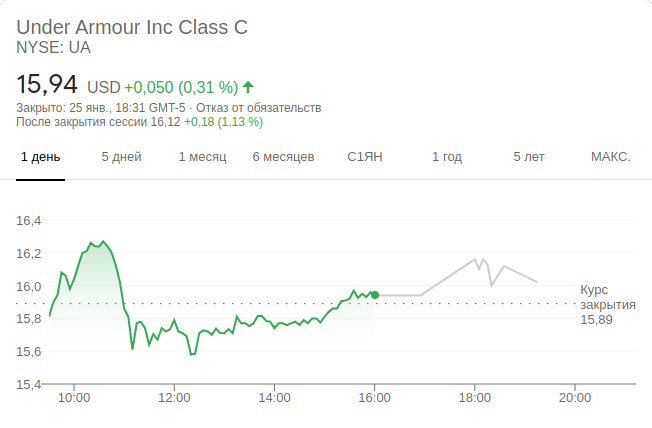 Under Armour Inc Class C
NYSE: UA
15,94 USD +0,050 (0,31 %)
Закрыто: 25 янв., 18:31 GMT-5 · Отказ от обязательств
После закрытия сессии 16,12 +0,18 (1,13 %)
1 день 5 дней 1 месяц 6 месяцев С1ЯН 1 год 5 лет МАКС.
16,4
16,2
16,0
15,8
15,6
15,4
Курс
закрытия
15,89
10:00 12:00 14:00 16:00 18:00 20:00